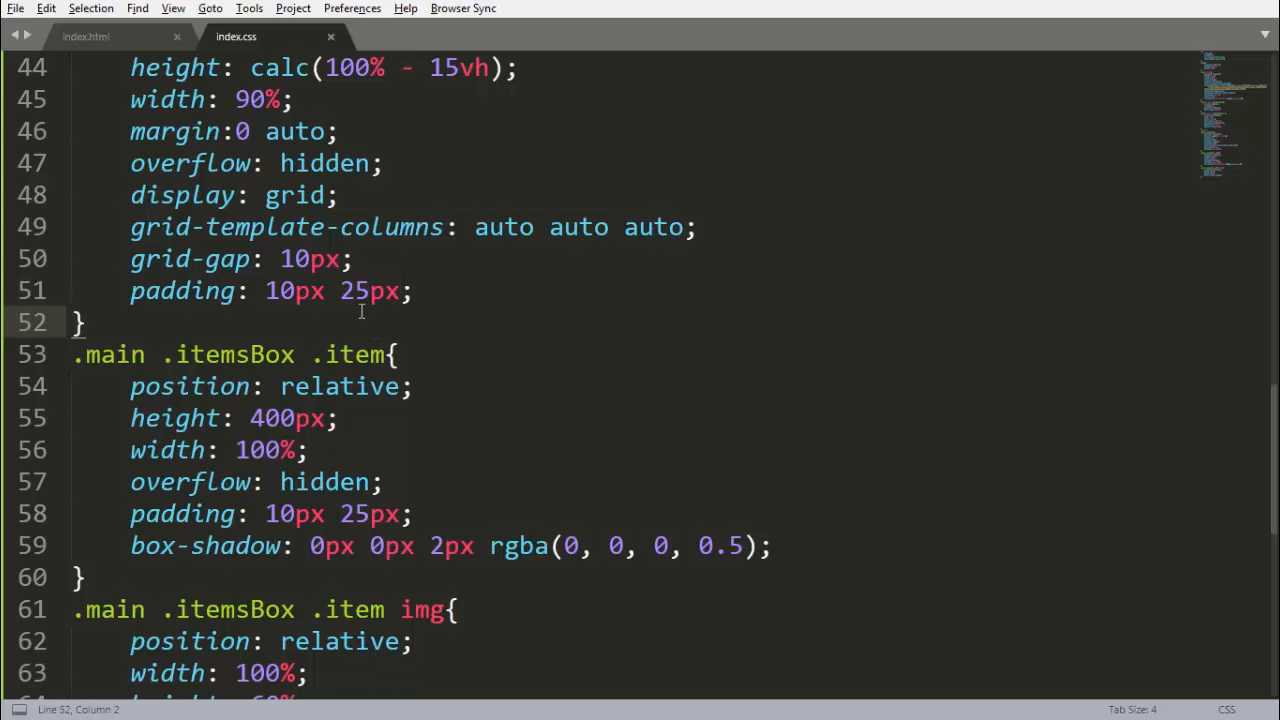 File Edit Selection Find View Goto Tools Project Preferences Help Browser Sync
index.html × index.css ×
44 height: calc(100% - 15vh);
45 width: 90%;
46 margin:0 auto;
47 overflow: hidden;
48 display: grid;
49 grid-template-columns: auto auto auto;
50 grid-gap: 10px;
51 padding: 10px 25px;
52 }
53 .main .itemsBox .item{
54 position: relative;
55 height: 400px;
56 width: 100%;
57 overflow: hidden;
58 padding: 10px 25px;
59 box-shadow: 0px 0px 2px rgba(0, 0, 0, 0.5);
60 }
61 .main .itemsBox .item img{
62 position: relative;
63 width: 100%;
Line 52, Column 2 Tab Size: 4 CSS